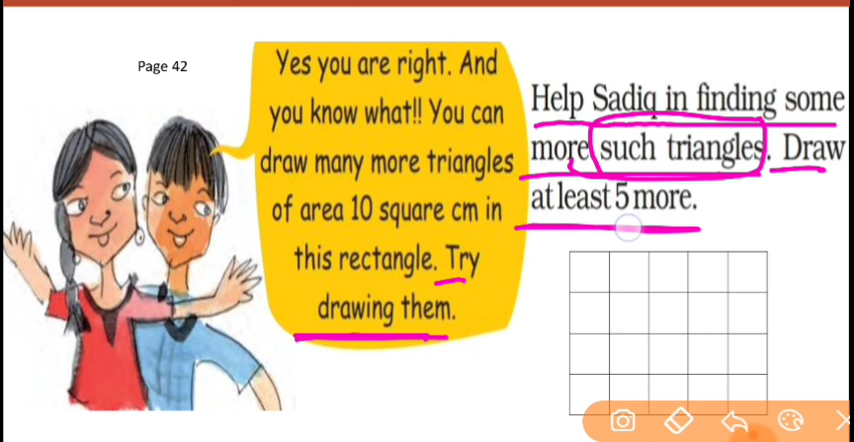 Page 42
Yes you are right. And
you know what!! You can
draw many more triangles
of area 10 square cm in
this rectangle. Try
drawing them.
Help Sadiq in finding some
more such triangles. Draw
at least 5 more.